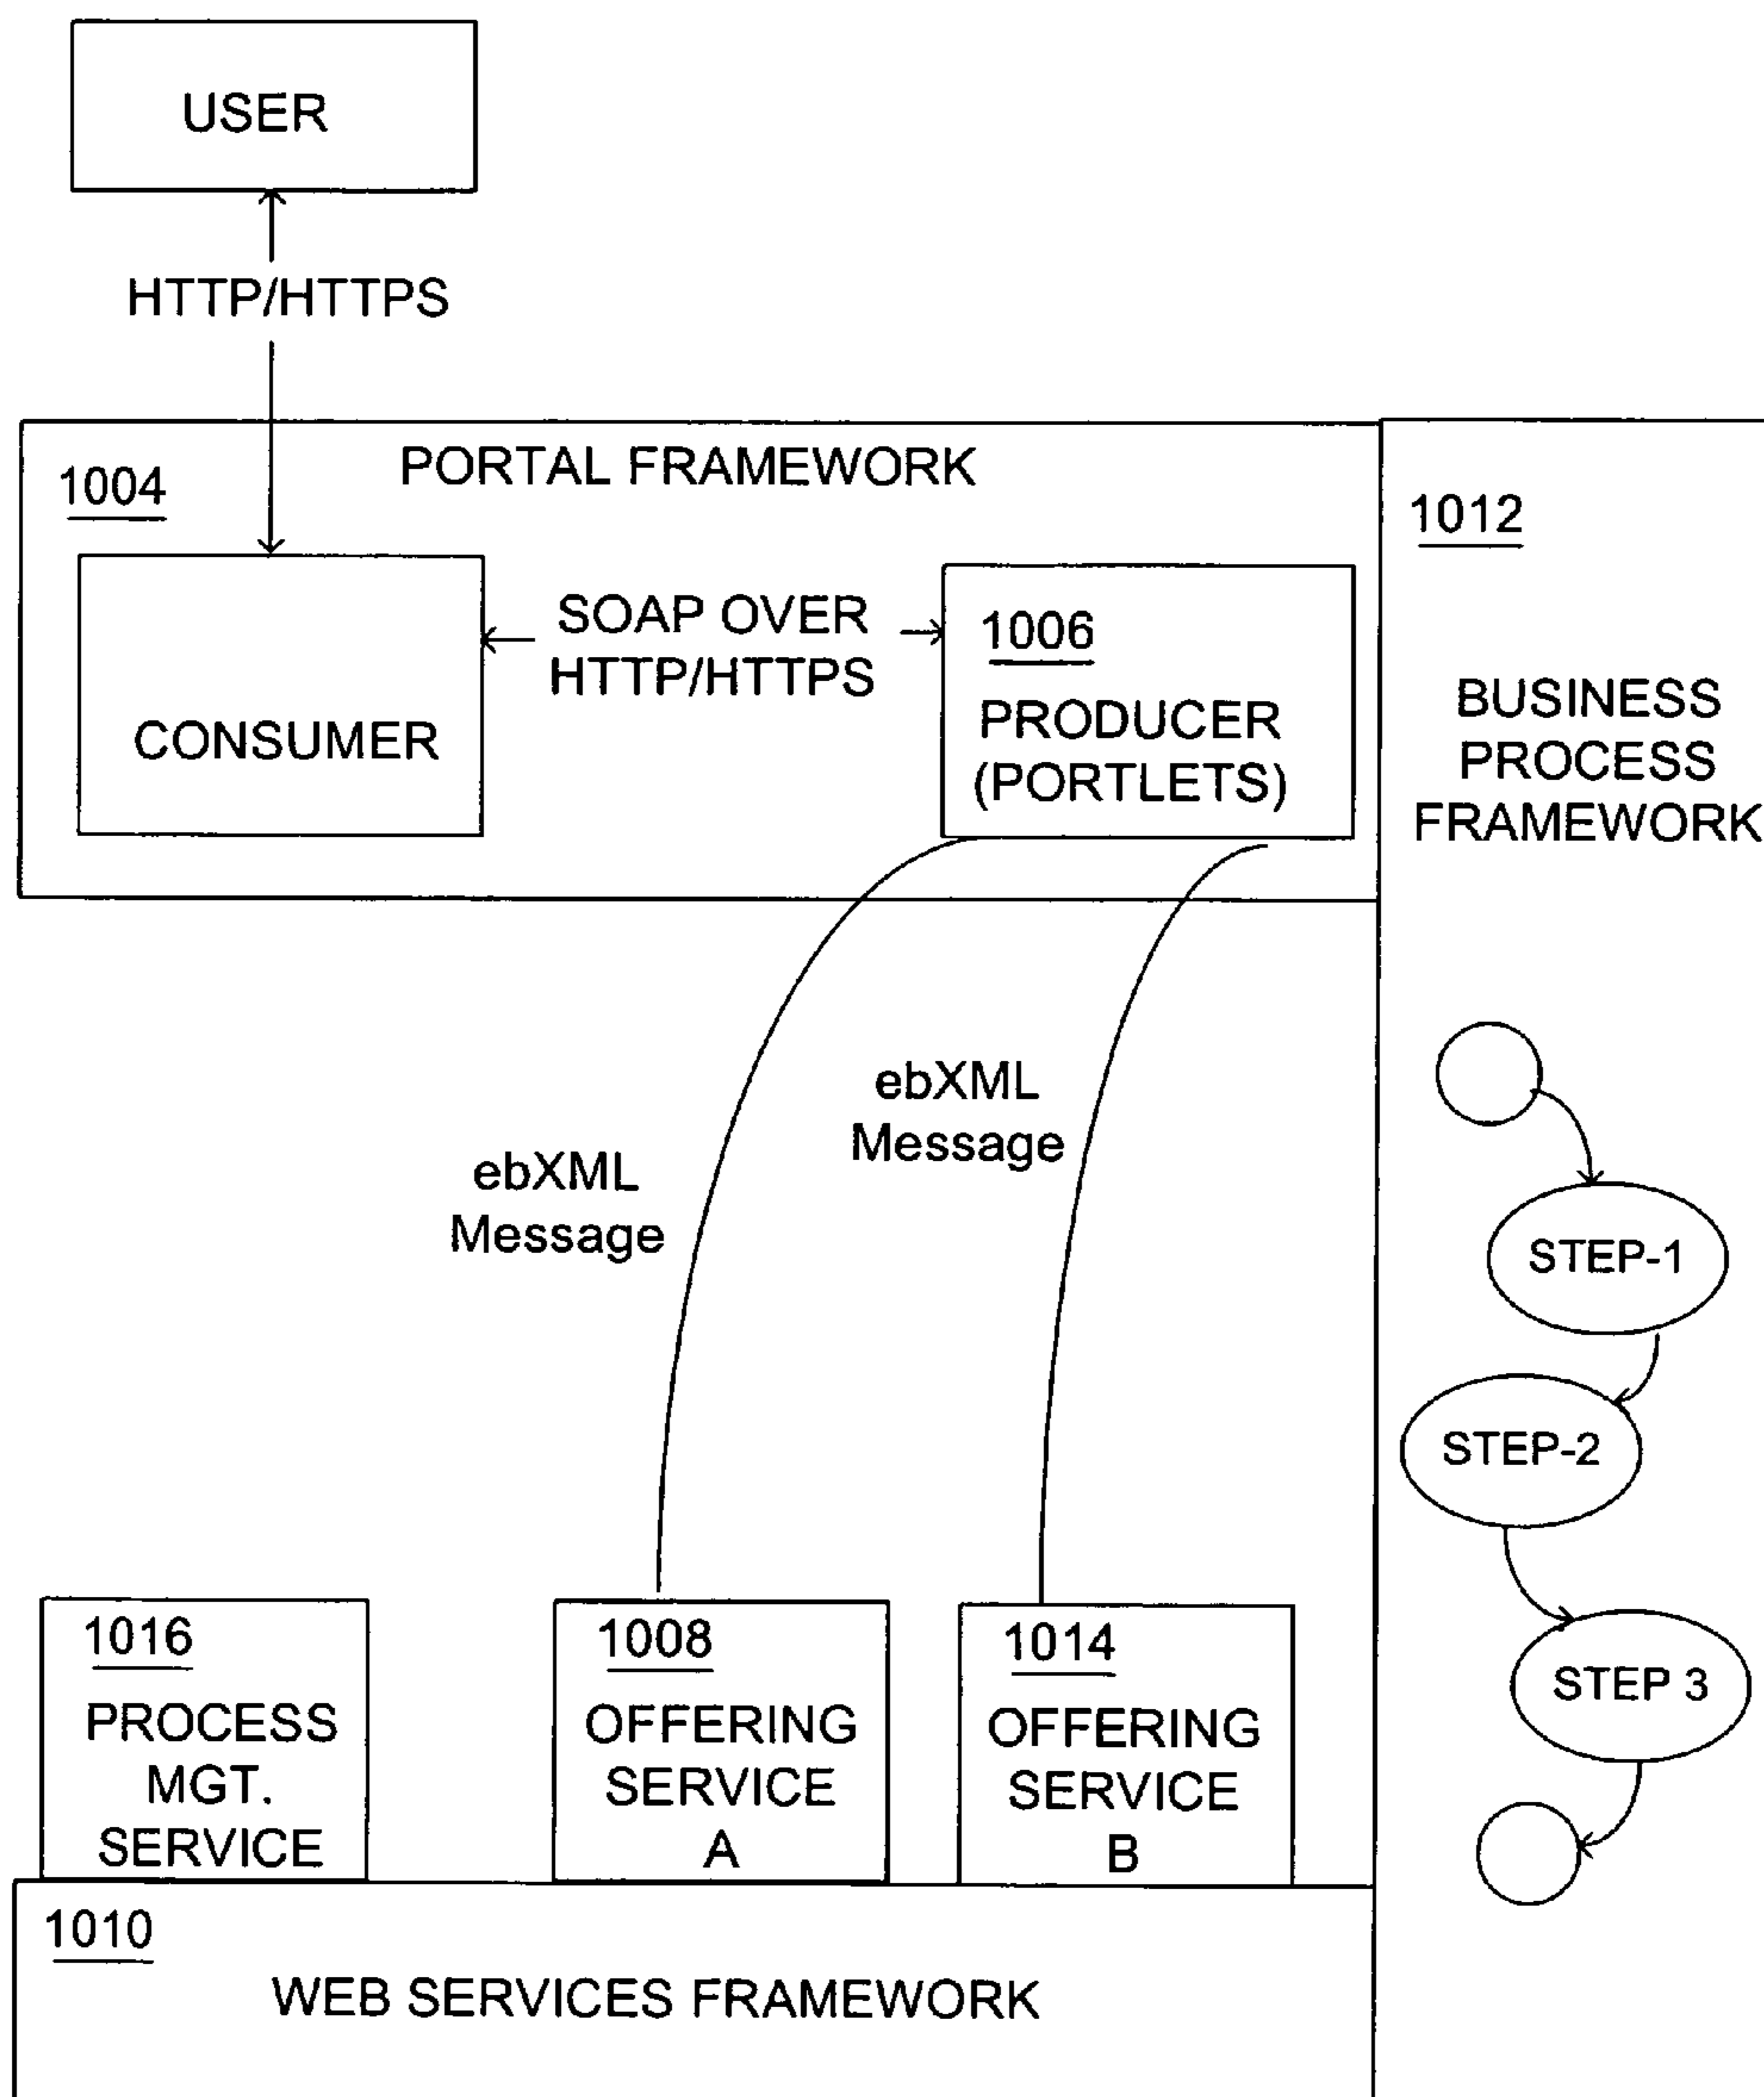 USER
HTTP/HTTPS
PORTAL FRAMEWORK
1004
CONSUMER
SOAP OVER
HTTP/HTTPS
1006
PRODUCER
(PORTLETS)
1012
BUSINESS
PROCESS
FRAMEWORK
ebXML
Message
ebXML
Message
STEP-1
STEP-2
STEP 3
1016
PROCESS
MGT.
SERVICE
1008
OFFERING
SERVICE
A
1014
OFFERING
SERVICE
B
1010
WEB SERVICES FRAMEWORK